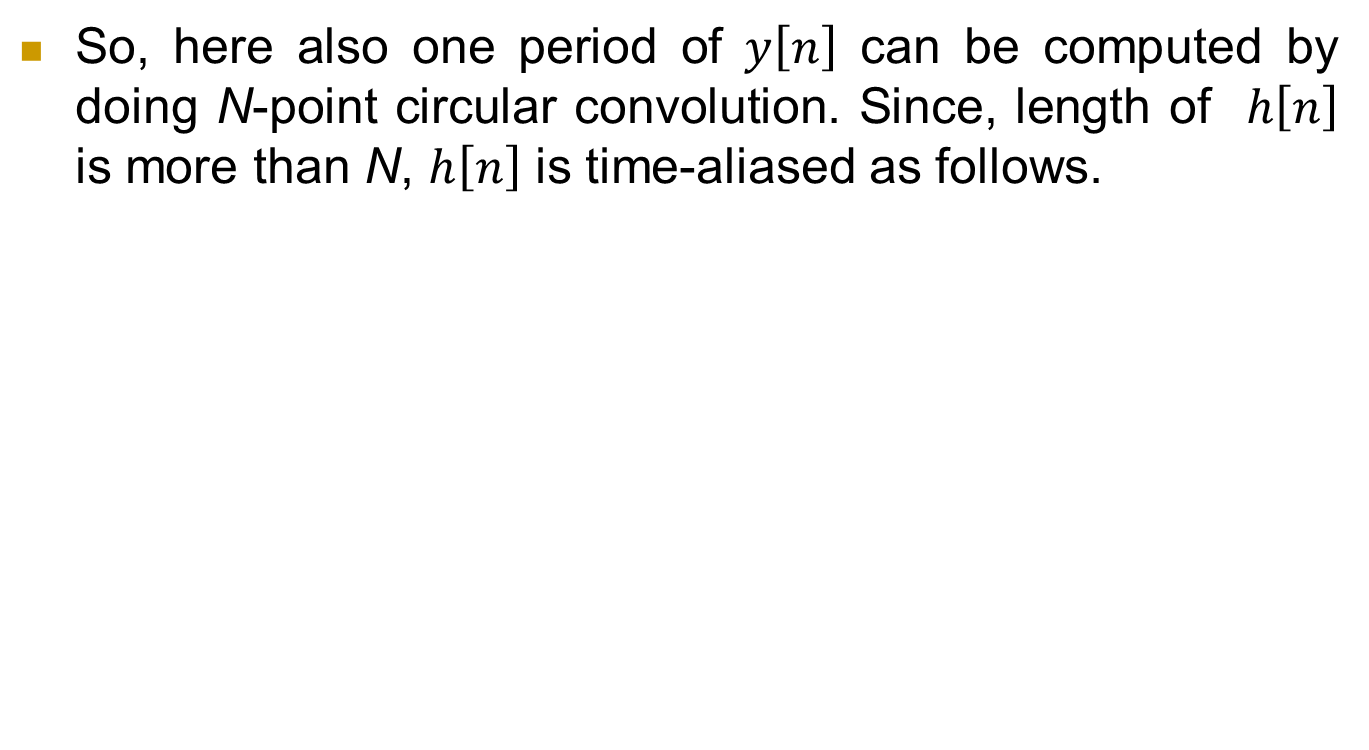 So, here also one period of y[n] can be computed by
doing N-point circular convolution. Since, length of h[n]
is more than N, h[n] is time-aliased as follows.